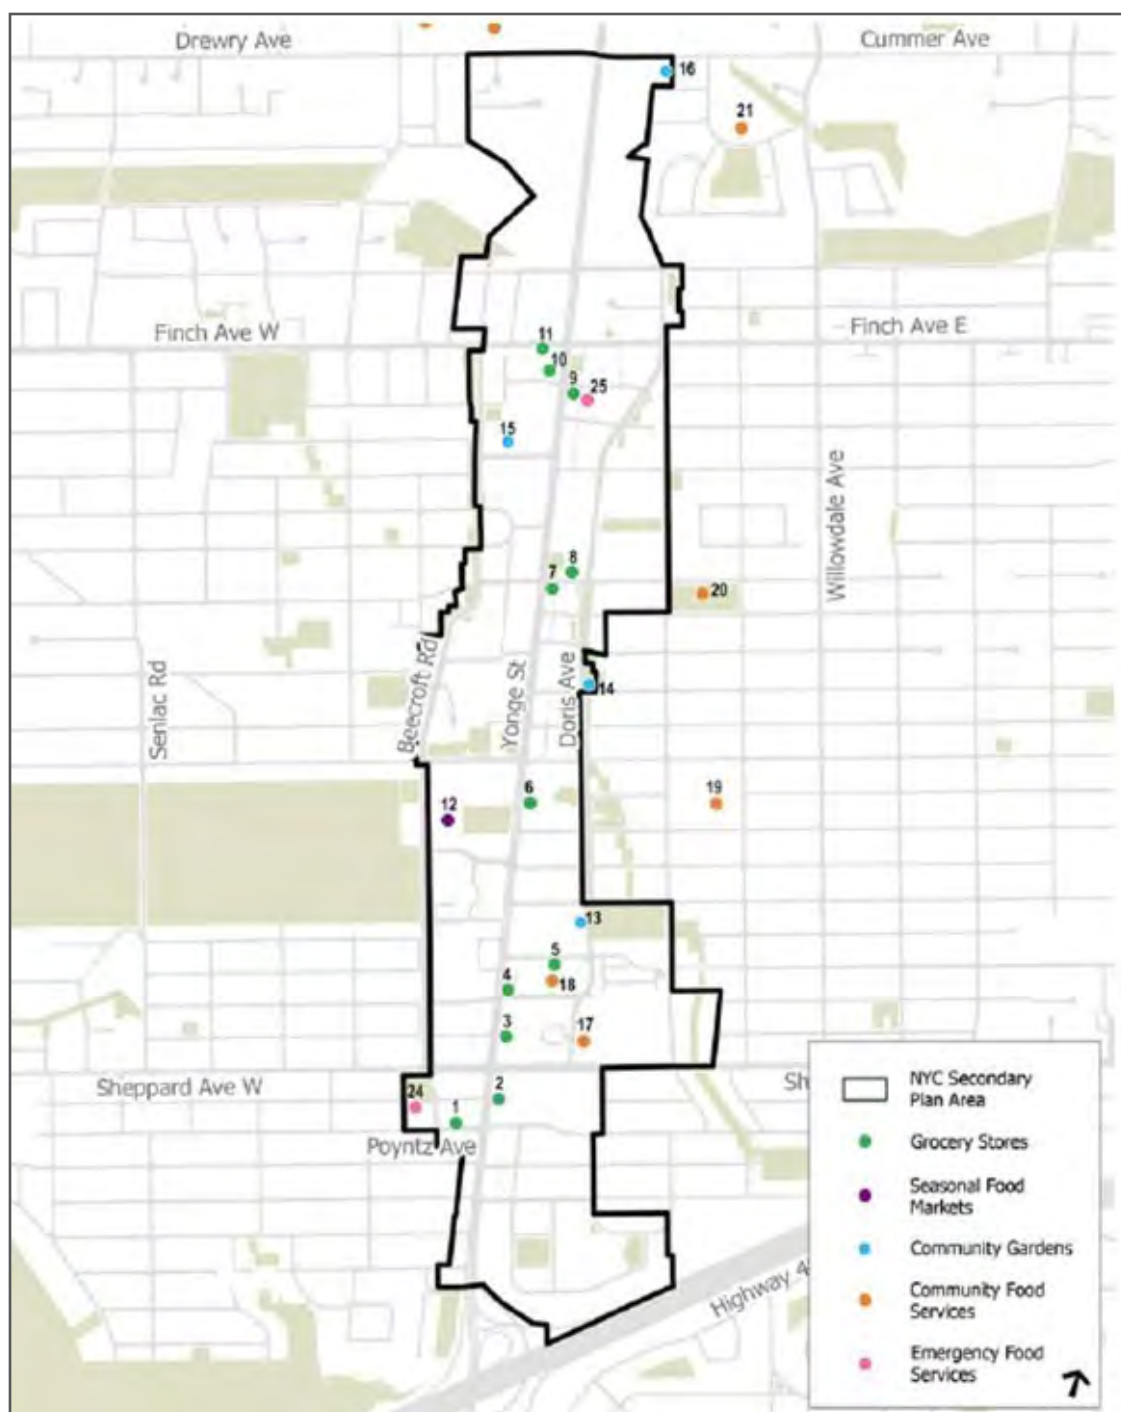 Drewry Ave
Cummer Ave
16
21
Finch Ave W
Finch Ave E
11
10
9
25
15
Willowdale Ave
8
7
20
Senlac Rd
Beecroft Rd
Yonge St
Doris Ave
14
6
12
19
13
5
4
18
3
17
Sheppard Ave W
Sh
24
2
1
Poyntz Ave
Highway 4
NYC Secondary
Plan Area
Grocery Stores
Seasonal Food
Markets
Community Gardens
Community Food
Services
Emergency Food
Services